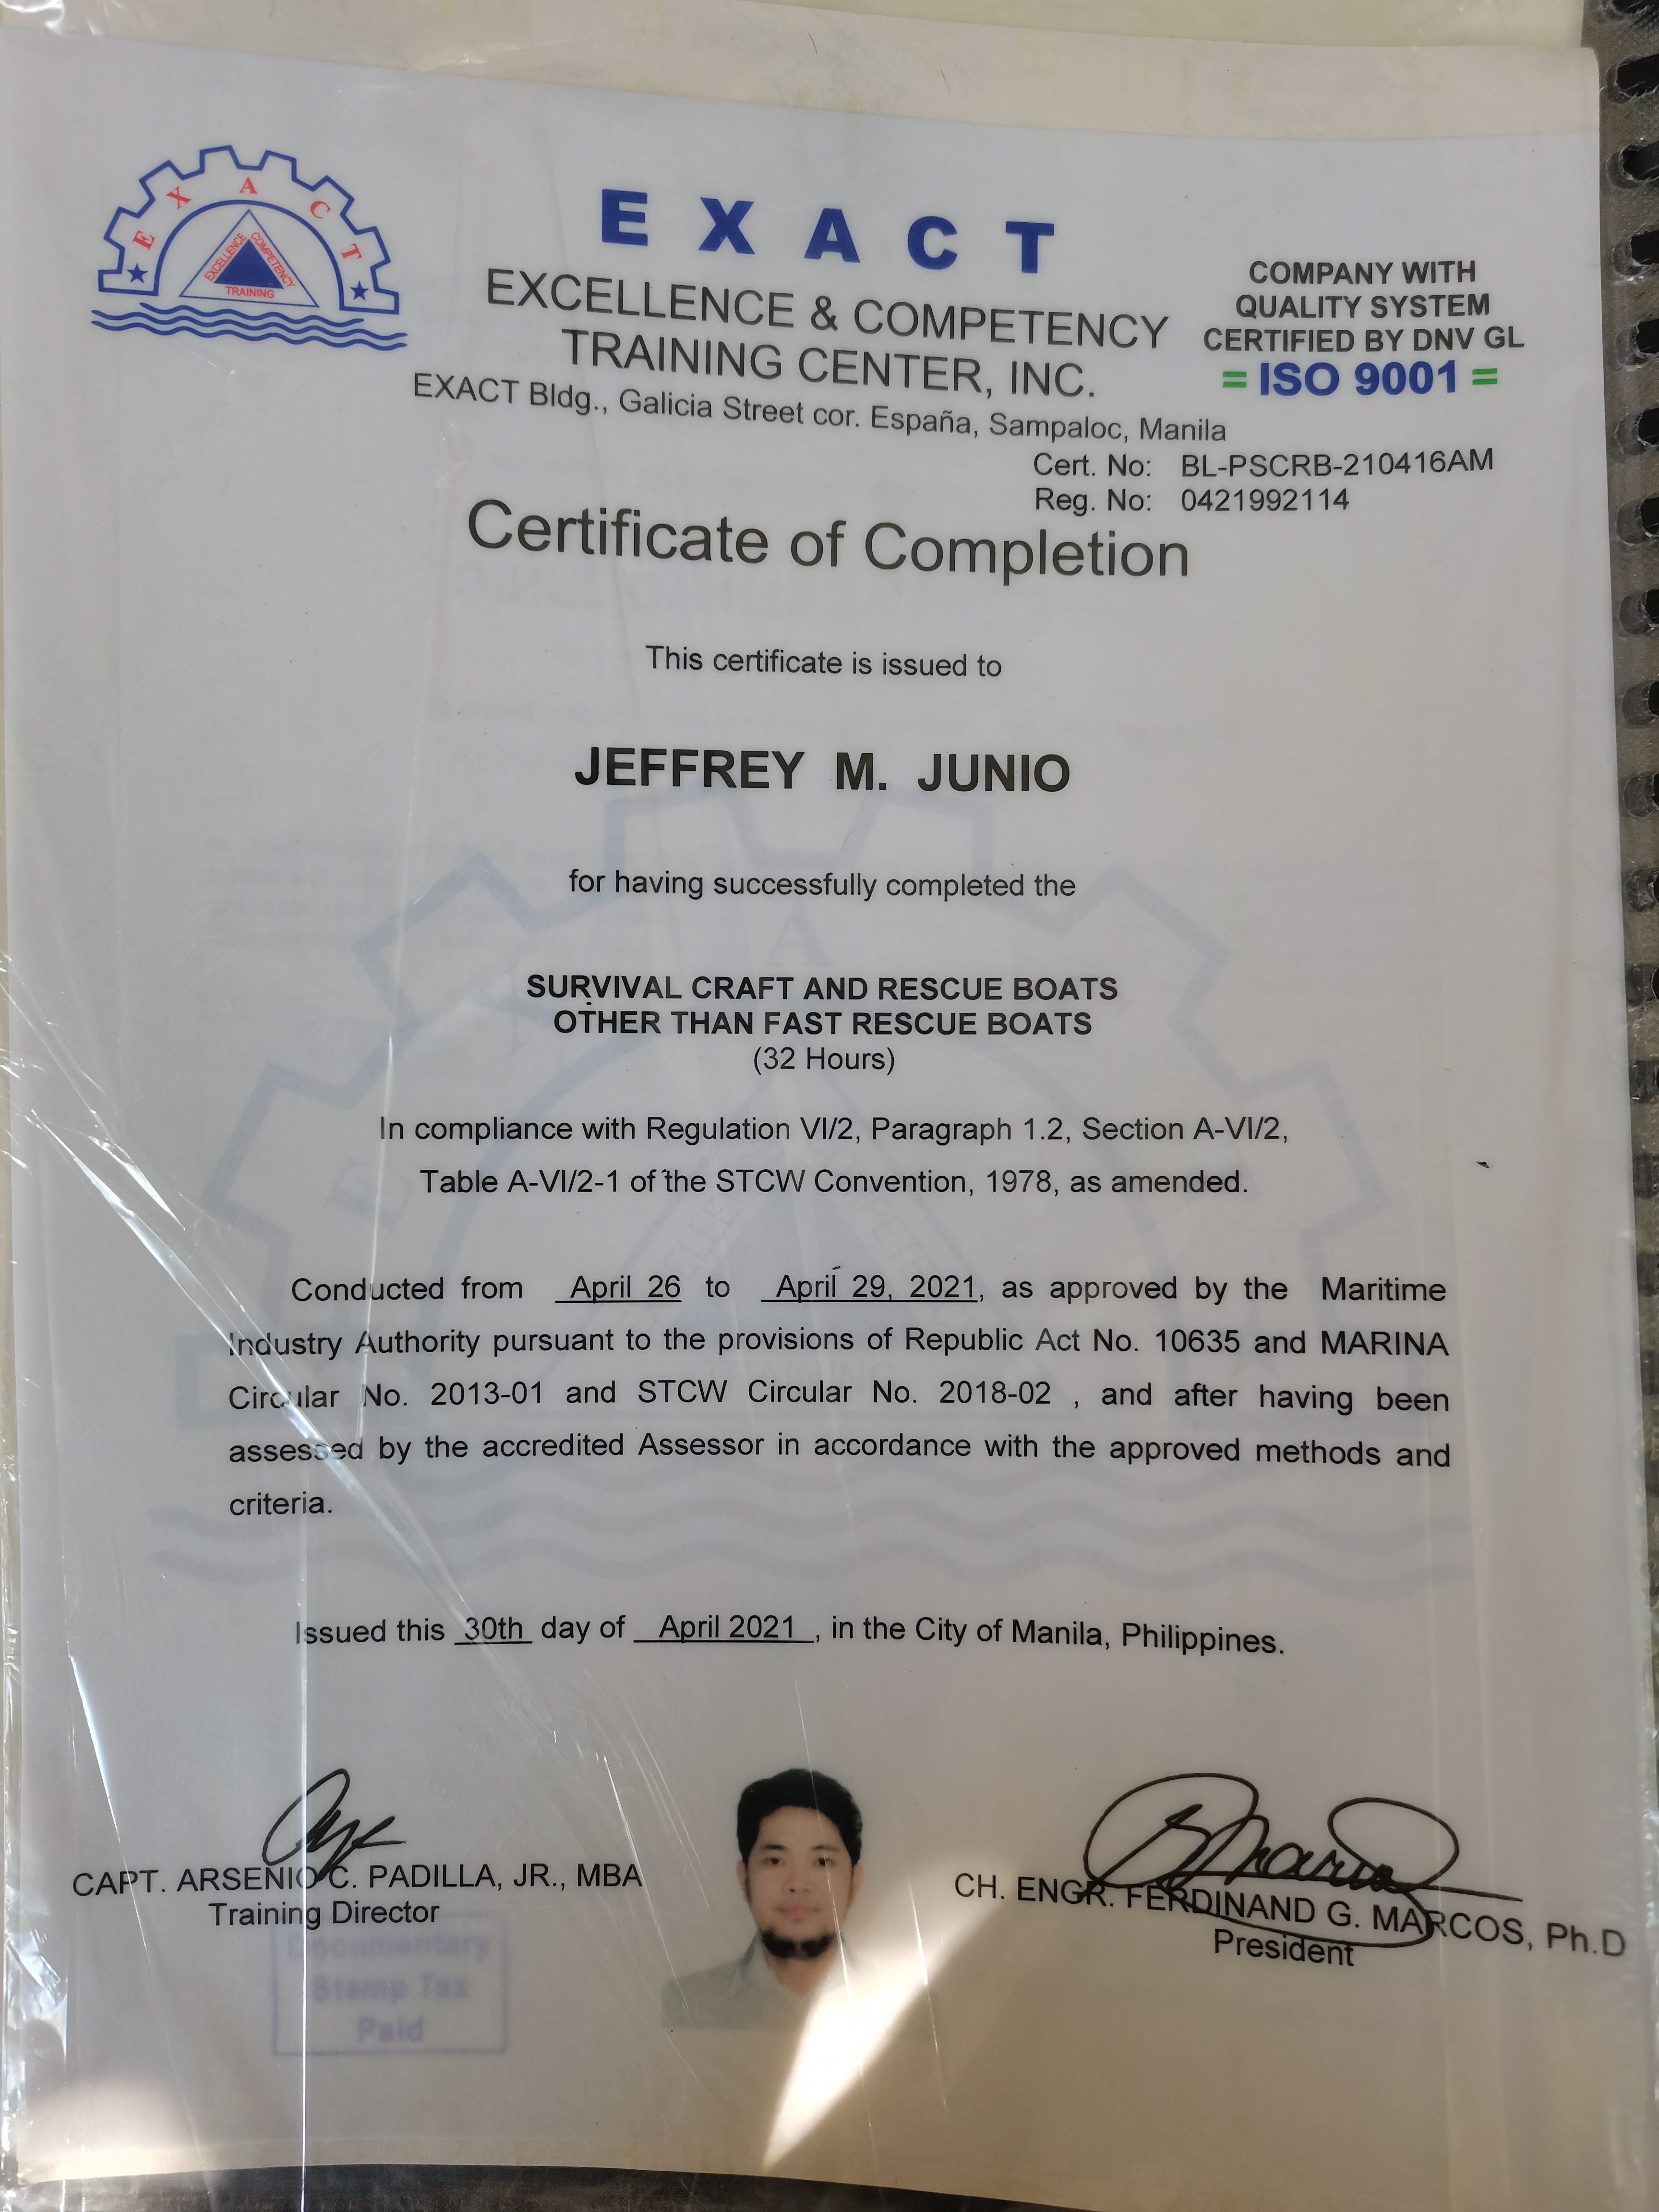 E X A C T
EXCELLENCE COMPETENCY
TRAINING
E X A C T
EXCELLENCE & COMPETENCY
TRAINING CENTER, INC.
EXACT Bldg., Galicia Street cor. España, Sampaloc, Manila
COMPANY WITH
QUALITY SYSTEM
CERTIFIED BY DNV GL
= ISO 9001 =
Cert. No: BL-PSCRB-210416AM
Reg. No: 0421992114
Certificate of Completion
This certificate is issued to
JEFFREY M. JUNIO
for having successfully completed the
SURVIVAL CRAFT AND RESCUE BOATS
OTHER THAN FAST RESCUE BOATS
(32 Hours)
In compliance with Regulation VI/2, Paragraph 1.2, Section A-VI/2,
Table A-VI/2-1 of the STCW Convention, 1978, as amended.
Conducted from April 26 to April 29, 2021, as approved by the Maritime
Industry Authority pursuant to the provisions of Republic Act No. 10635 and MARINA
Circular No. 2013-01 and STCW Circular No. 2018-02 , and after having been
assessed by the accredited Assessor in accordance with the approved methods and
criteria.
Issued this 30th day of April 2021 , in the City of Manila, Philippines.
CAPT. ARSENIO C. PADILLA, JR., MBA
Training Director
CH. ENGR. FERDINAND G. MARCOS, Ph.D
President
Documentary
Stamp Tax
Paid